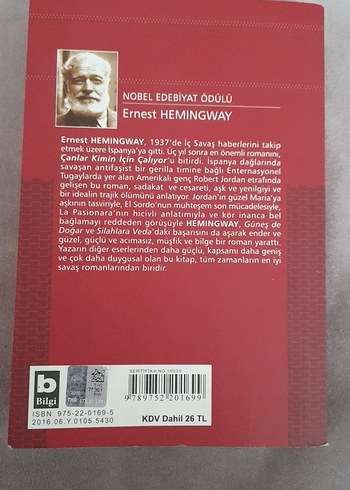 NOBEL EDEBİYAT ÖDÜLÜ
Ernest HEMINGWAY
Ernest HEMINGWAY, 1937'de İç Savaş haberlerini takip
etmek üzere İspanya'ya gitti. Üç yıl sonra en önemli romanını,
Çanlar Kimin İçin Çalıyor'u bitirdi. İspanya dağlarında
savaşan antifaşist bir gerilla timine bağlı Enternasyonel
Tugaylarda yer alan Amerikalı genç Robert Jordan etrafında
gelişen bu roman, sadakat ve cesareti, aşk ve yenilgiyi ve
bir idealin trajik ölümünü anlatıyor. Jordan'ın güzel Maria'ya
aşkının tasviriyle, El Sordo'nun muhteşem son mücadelesiyle,
La Pasionara'nın hicivli anlatımıyla ve kör inanca bel
bağlamayı reddeden görüşüyle HEMINGWAY, Güneş de
Doğar ve Silahlara Veda'daki başarısını da aşarak ender ve
güzel, güçlü ve acımasız, müşfik ve bilge bir roman yarattı.
Yazarın diğer eserlerinden daha güçlü, kapsamı daha geniş
ve çok daha duygusal olan bu kitap, tüm zamanların en iyi
savaş romanlarından biridir.
b
Bilgi
ISBN 975-22-0169-5
2016.06.Y.0105.5430
SERTİFİKA NO
9789752201699
KDV Dahil 26 TL